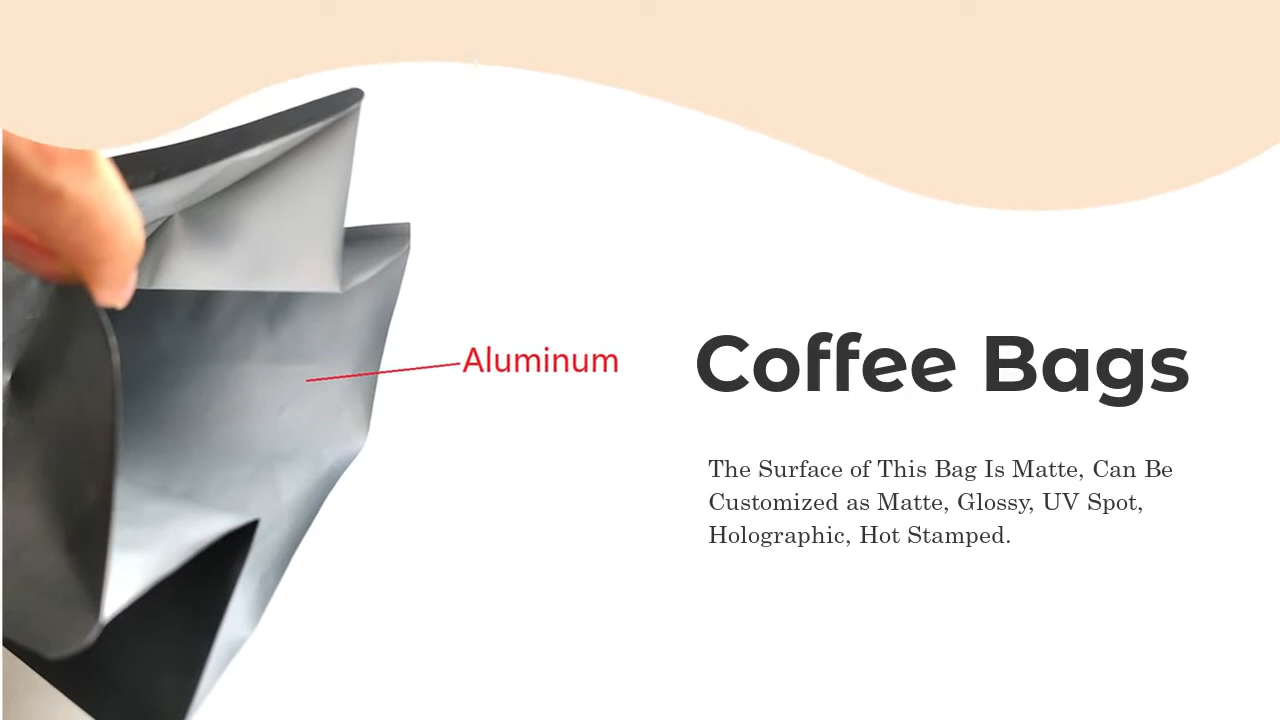 Aluminum
Coffee Bags
The Surface of This Bag Is Matte, Can Be
Customized as Matte, Glossy, UV Spot,
Holographic, Hot Stamped.